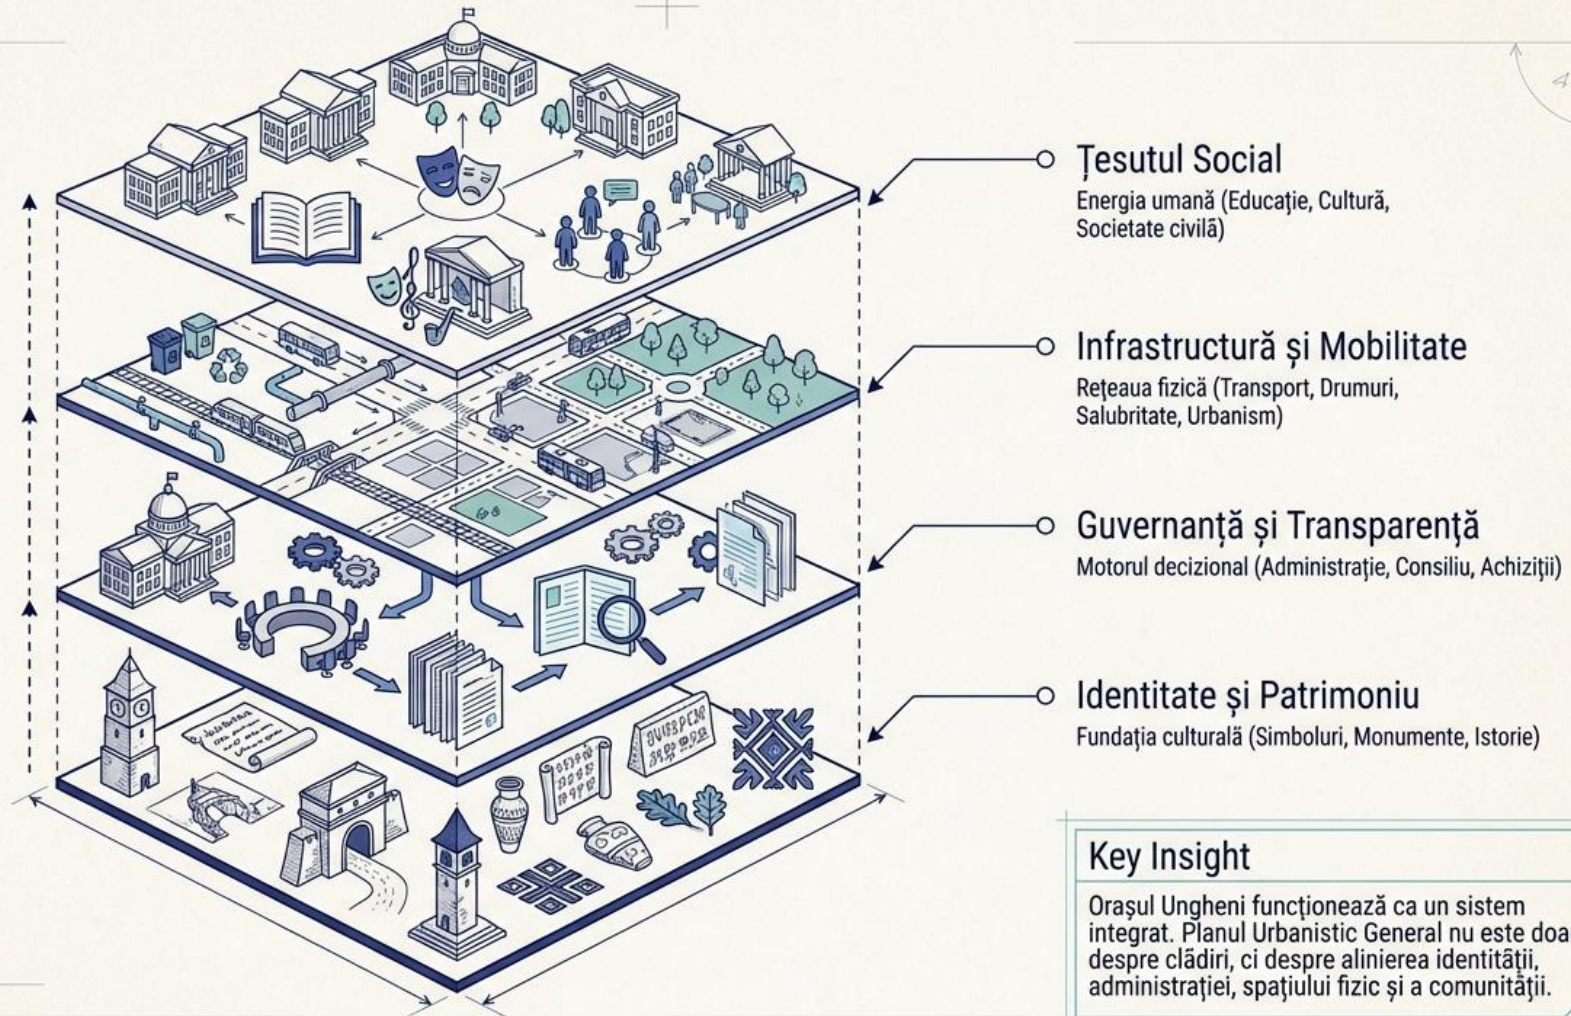 Țesutul Social
Energia umană (Educație, Cultură,
Societate civilă)
Infrastructură și Mobilitate
Rețeaua fizică (Transport, Drumuri,
Salubritate, Urbanism)
Guvernanță și Transparență
Motorul decizional (Administrație, Consiliu, Achiziții)
Identitate și Patrimoniu
Fundația culturală (Simboluri, Monumente, Istorie)
Key Insight
Orașul Ungheni funcționează ca un sistem
integrat. Planul Urbanistic General nu este doa
despre clădiri, ci despre alinierea identității,
administrației, spațiului fizic și a comunității.